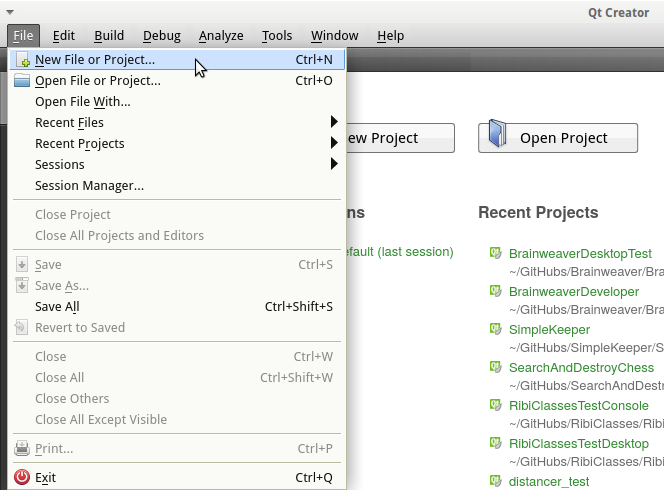 Qt Creator
File Edit Build Debug Analyze Tools Window Help
New File or Project... Ctrl+N
Open File or Project... Ctrl+O
Open File With...
Recent Files
Recent Projects
Sessions
Session Manager...
Close Project
Close All Projects and Editors
Save Ctrl+S
Save As...
Save All Ctrl+Shift+S
Revert to Saved
Close Ctrl+W
Close All Ctrl+Shift+W
Close Others
Close All Except Visible
Print... Ctrl+P
Exit Ctrl+Q
ew Project
Open Project
ns
efault (last session)
Recent Projects
BrainweaverDesktopTest
~/GitHubs/Brainweaver/Bra
BrainweaverDeveloper
~/GitHubs/Brainweaver/Bra
SimpleKeeper
~/GitHubs/SimpleKeeper/S
SearchAndDestroyChess
~/GitHubs/SearchAndDestr
RibiClassesTestConsole
~/GitHubs/RibiClasses/Ribi
RibiClassesTestDesktop
~/GitHubs/RibiClasses/Ribi
distancer_test